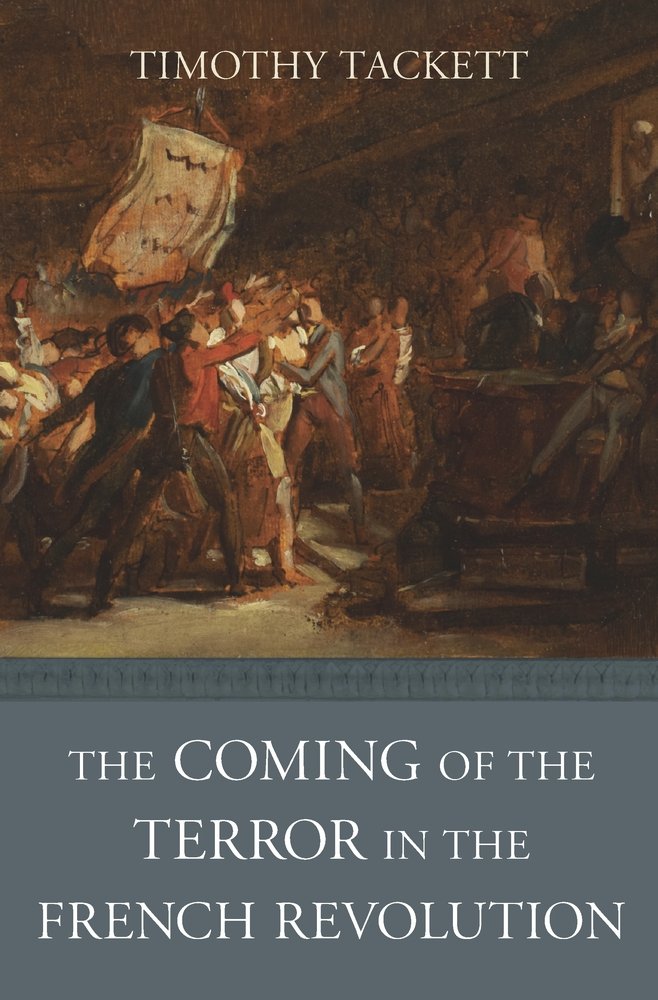 TIMOTHY TACKETT
THE COMING OF THE
TERROR IN THE
FRENCH REVOLUTION